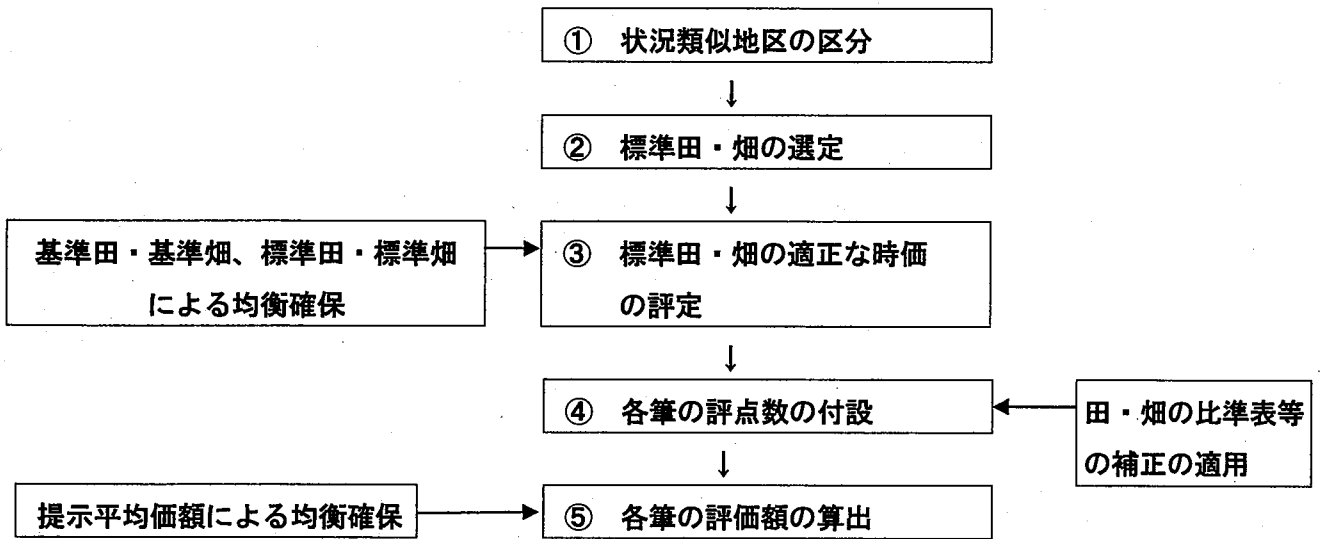 ① 状況類似地区の区分
↓
② 標準田・畑の選定
↓
基準田・基準畑、標準田・標準畑
による均衡確保
③ 標準田・畑の適正な時価
の評定
↓
④ 各筆の評点数の付設
田・畑の比準表等
の補正の適用
↓
提示平均価額による均衡確保
⑤ 各筆の評価額の算出